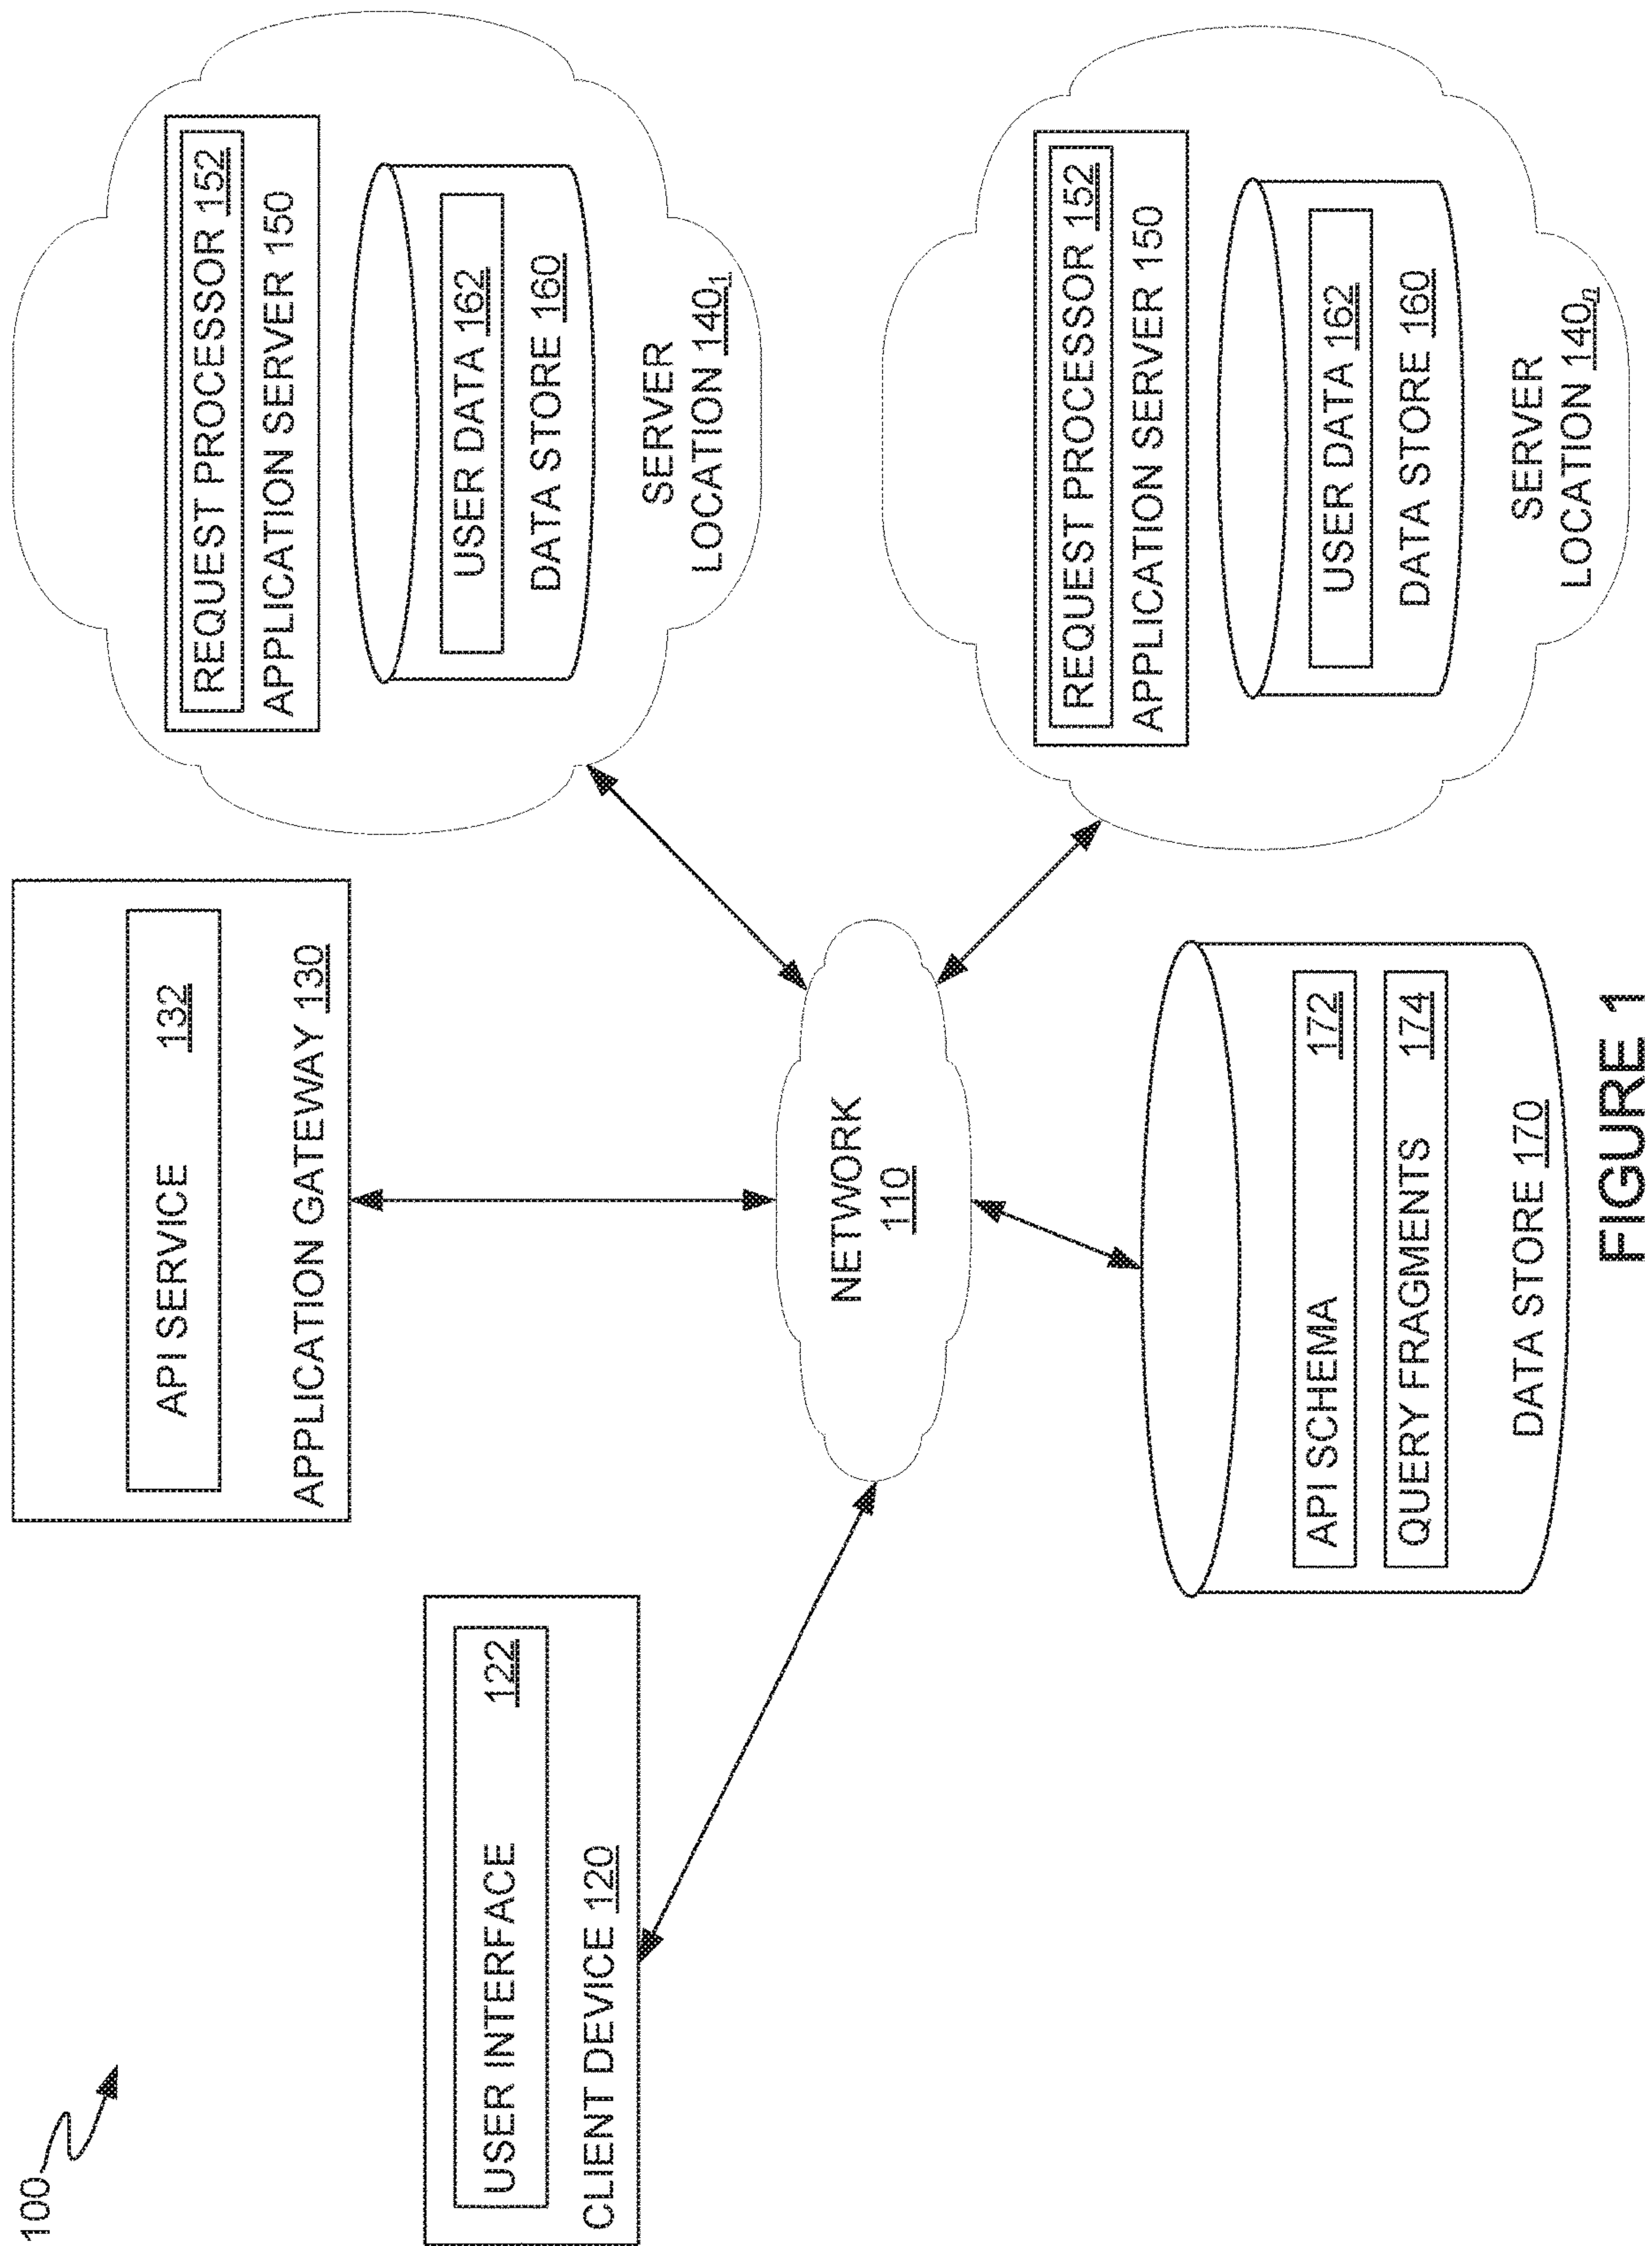 100
USER INTERFACE 122
CLIENT DEVICE 120
API SERVICE 132
APPLICATION GATEWAY 130
REQUEST PROCESSOR 152
APPLICATION SERVER 150
USER DATA 162
DATA STORE 160
SERVER
LOCATION 140₁
NETWORK
110
API SCHEMA 172
QUERY FRAGMENTS 174
DATA STORE 170
REQUEST PROCESSOR 152
APPLICATION SERVER 150
USER DATA 162
DATA STORE 160
SERVER
LOCATION 140ₙ
FIGURE 1